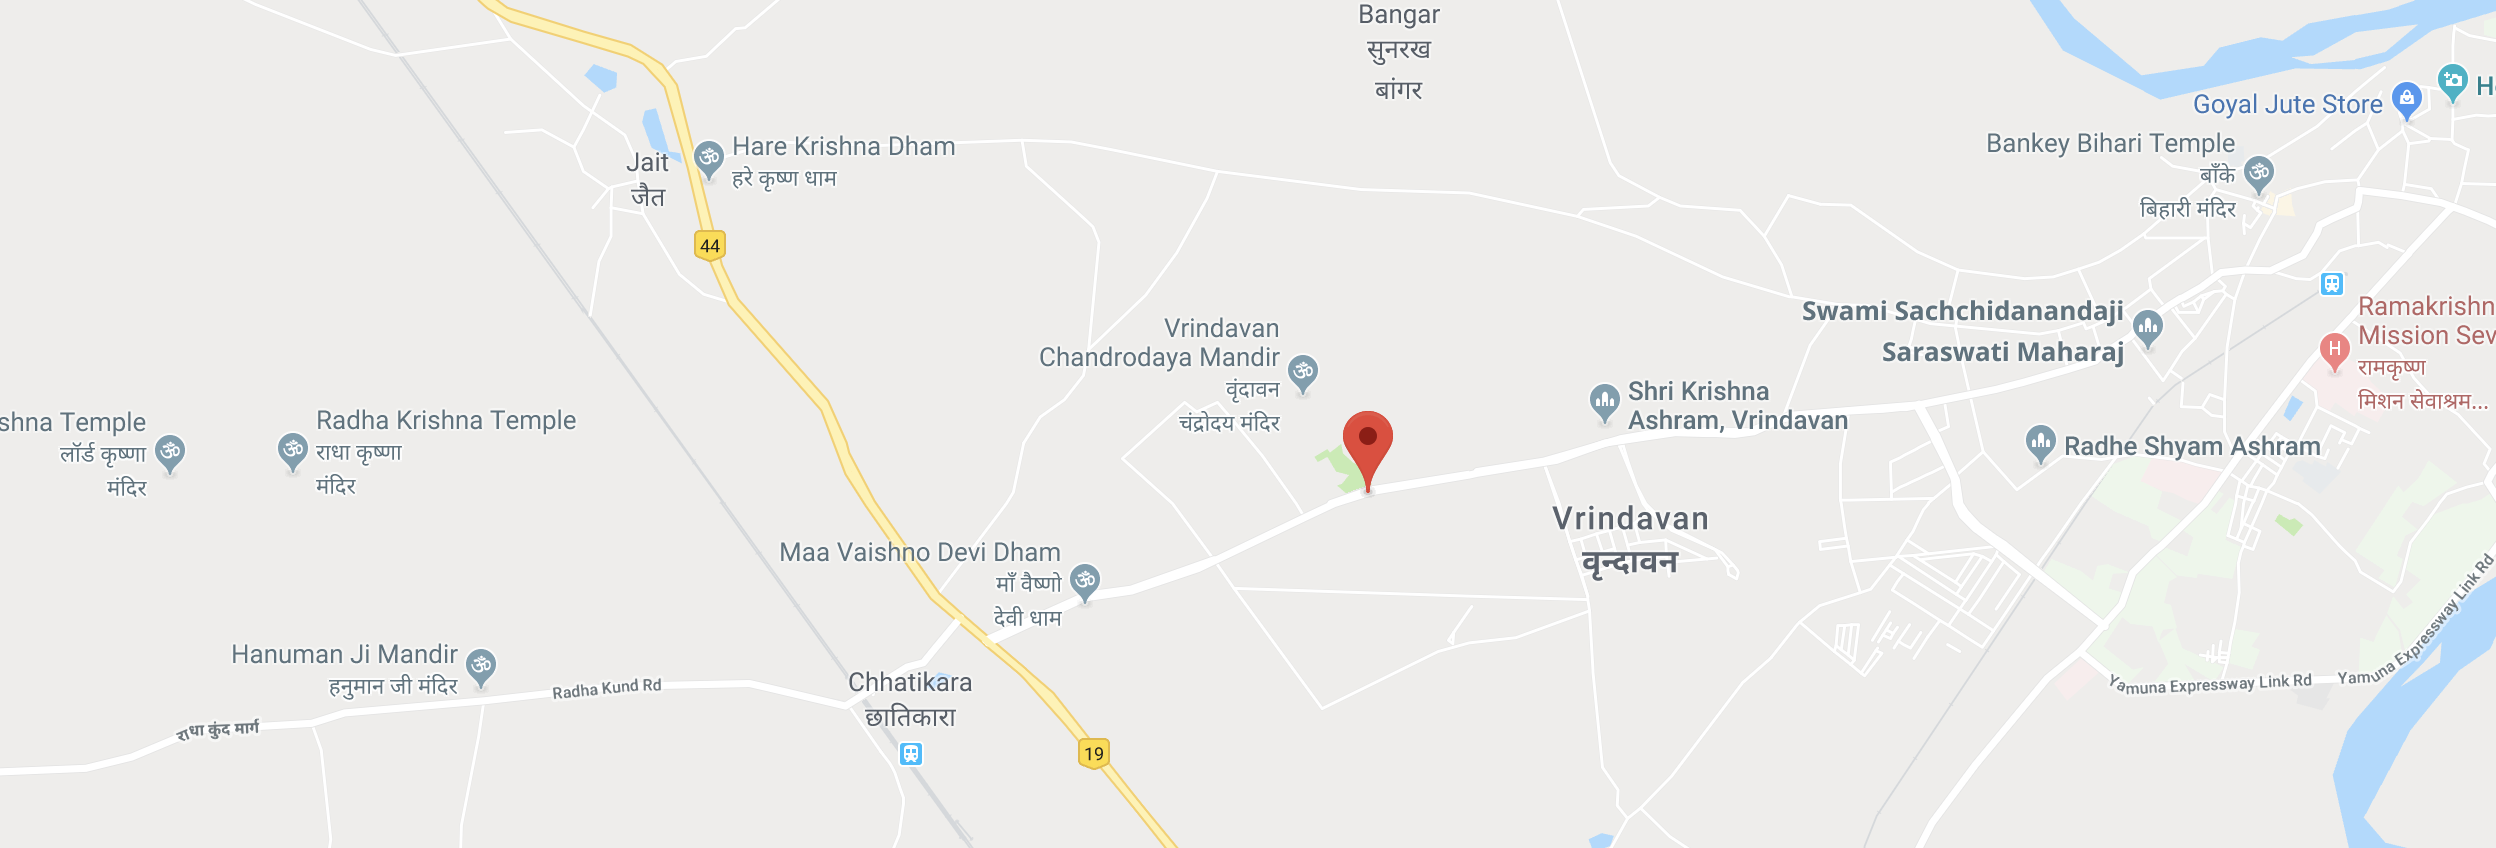 Bangar
सुनरख
बांगर
Goyal Jute Store
Bankey Bihari Temple
बाँके
बिहारी मंदिर
Hare Krishna Dham
हरे कृष्ण धाम
Jait
जैत
44
Swami Sachchidanandaji
Saraswati Maharaj
Ramakrishn
Mission Sev
H
रामकृष्ण
मिशन सेवाश्रम...
Vrindavan
Chandrodaya Mandir
वृंदावन
चंद्रोदय मंदिर
Shri Krishna
Ashram, Vrindavan
Radhe Shyam Ashram
shna Temple
लॉर्ड कृष्णा
मंदिर
Radha Krishna Temple
राधा कृष्णा
मंदिर
Vrindavan
वृन्दावन
Maa Vaishno Devi Dham
माँ वैष्णो
देवी धाम
Hanuman Ji Mandir
हनुमान जी मंदिर
Radha Kund Rd
राधा कुंद मार्ग
Chhatikara
छातिकारा
19
Yamuna Expressway Link Rd
Yamuna Expressway Link Rd